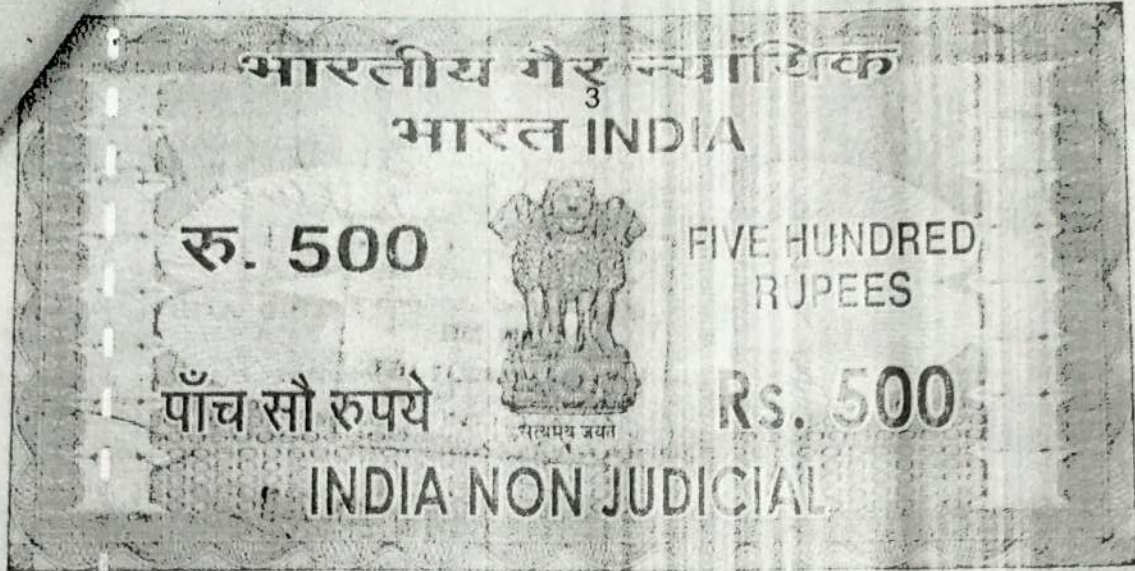 भारतीय गैर न्यायिक
3
भारत INDIA
रु. 500
FIVE HUNDRED
RUPEES
पाँच सौ रुपये
Rs. 500
सत्यमेव जयते
INDIA NON JUDICIAL